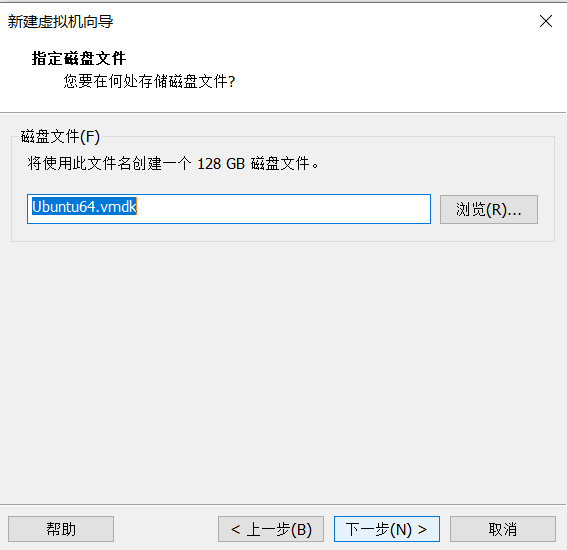 新建虚拟机向导
指定磁盘文件
您要在何处存储磁盘文件?
磁盘文件(F)
将使用此文件名创建一个 128 GB 磁盘文件。
Ubuntu64.vmdk
浏览(R)...
帮助
< 上一步(B)
下一步(N) >
取消